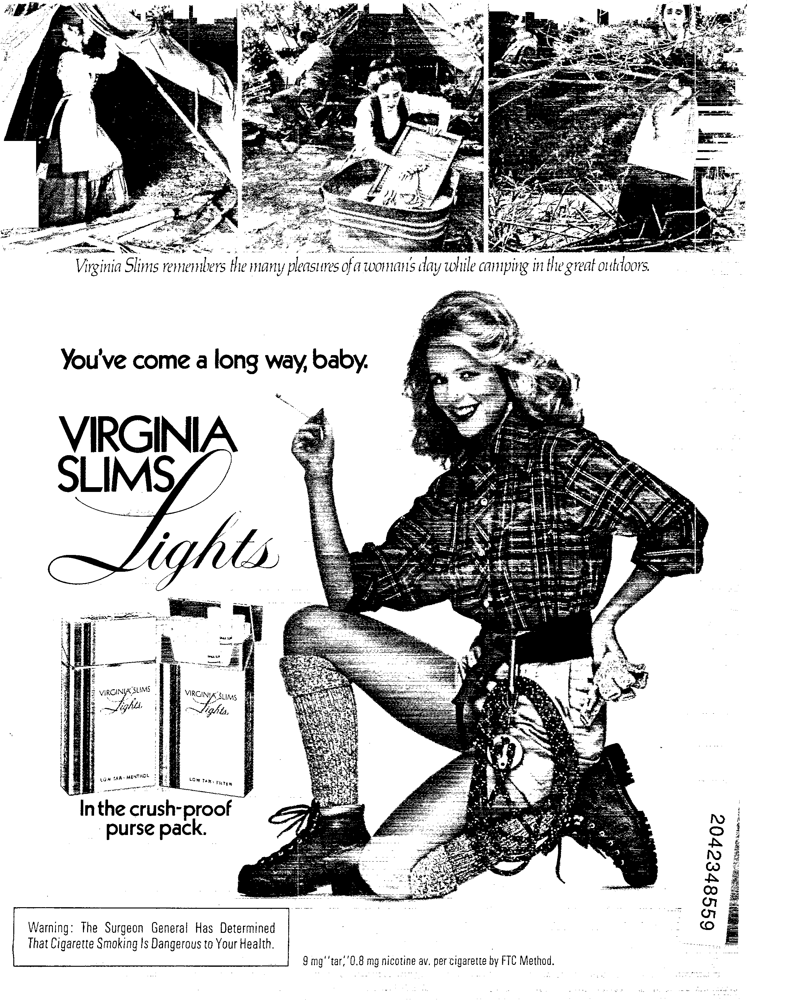 Virginia Slims remembers the many pleasures of a woman's day while camping in the great outdoors.
You've come a long way, baby.
VIRGINIA
SLIMS
Lights
VIRGINIA SLIMS
Lights
LOW TAR - MENTHOL
VIRGINIA SLIMS
Lights
LOW TAR - FILTER
In the crush-proof
purse pack.
2042348559
Warning: The Surgeon General Has Determined
That Cigarette Smoking Is Dangerous to Your Health.
9 mg "tar," 0.8 mg nicotine av. per cigarette by FTC Method.